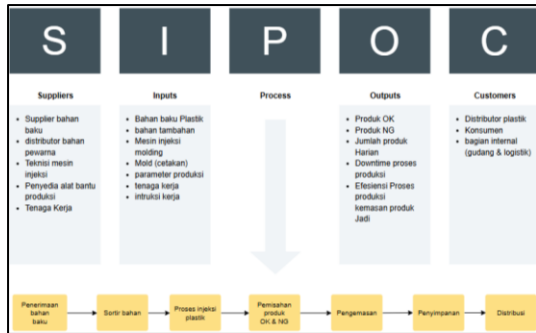 S
I
P
O
C
Suppliers
Inputs
Process
Outputs
Customers
Supplier bahan
baku
distributor bahan
pewarna
Teknisi mesin
injeksi
Penyedia alat bantu
produksi
Tenaga Kerja
Bahan baku Plastik
bahan tambahan
Mesin injeksi
molding
Mold (cetakan)
parameter produksi
tenaga kerja
intruksi kerja
Produk OK
Produk NG
Jumlah produk
Harian
Downtime proses
produksi
Efesiensi Proses
produksi
kemasan produk
Jadi
Distributor plastik
Konsumen
bagian internal
(gudang & logistik)
Penerimaan
bahan
baku
Sortir bahan
Proses injeksi
plastik
Pemisahan
produk
OK & NG
Pengemasan
Penyimpanan
Distribusi